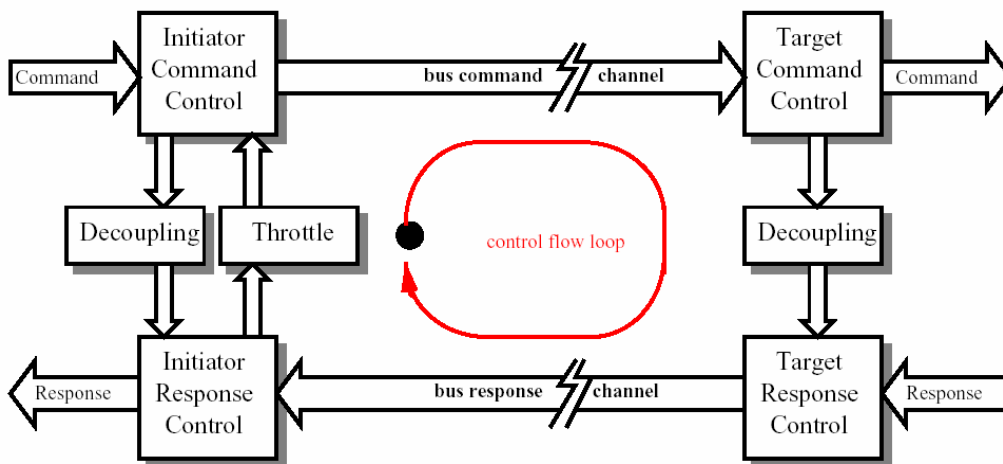 Initiator
Command
Control
Target
Command
Control
Command
bus command
channel
Command
Decoupling
Throttle
control flow loop
Decoupling
Initiator
Response
Control
Target
Response
Control
Response
bus response
channel
Response